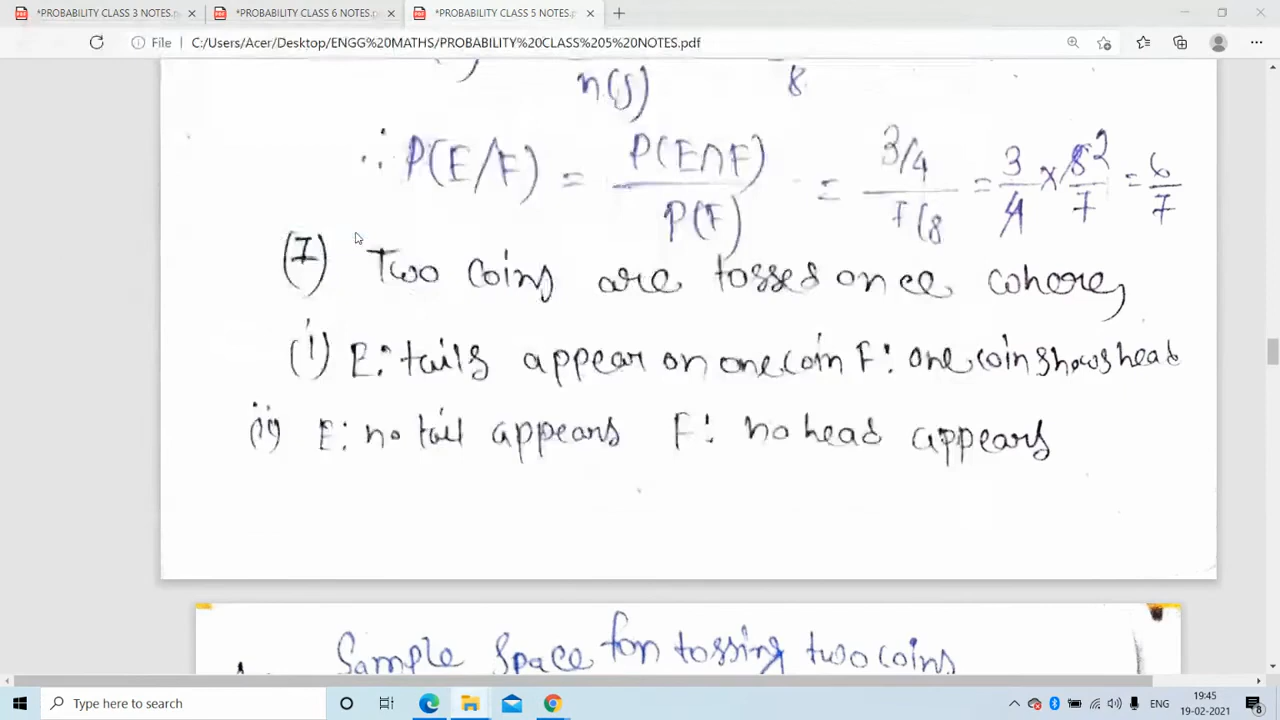 *PROBABILITY CLASS 3 NOTES. *PROBABILITY CLASS 6 NOTES. *PROBABILITY CLASS 5 NOTES.
File C:/Users/Acer/Desktop/ENGG%20MATHS/PROBABILITY%20CLASS%205%20NOTES.pdf
n(S) 8
∴ P(E/F) = P(E∩F) / P(F) = 3/4 / 7/8 = 3/4 × 8 2/7 = 6/7
(7) Two coins are tossed once where,
(i) E: tails appear on one coin F: one coin shows head
ii) E: no tail appears F: no head appears
Sample Space for tossing two coins
Type here to search
ENG
19:45
19-02-2021
8